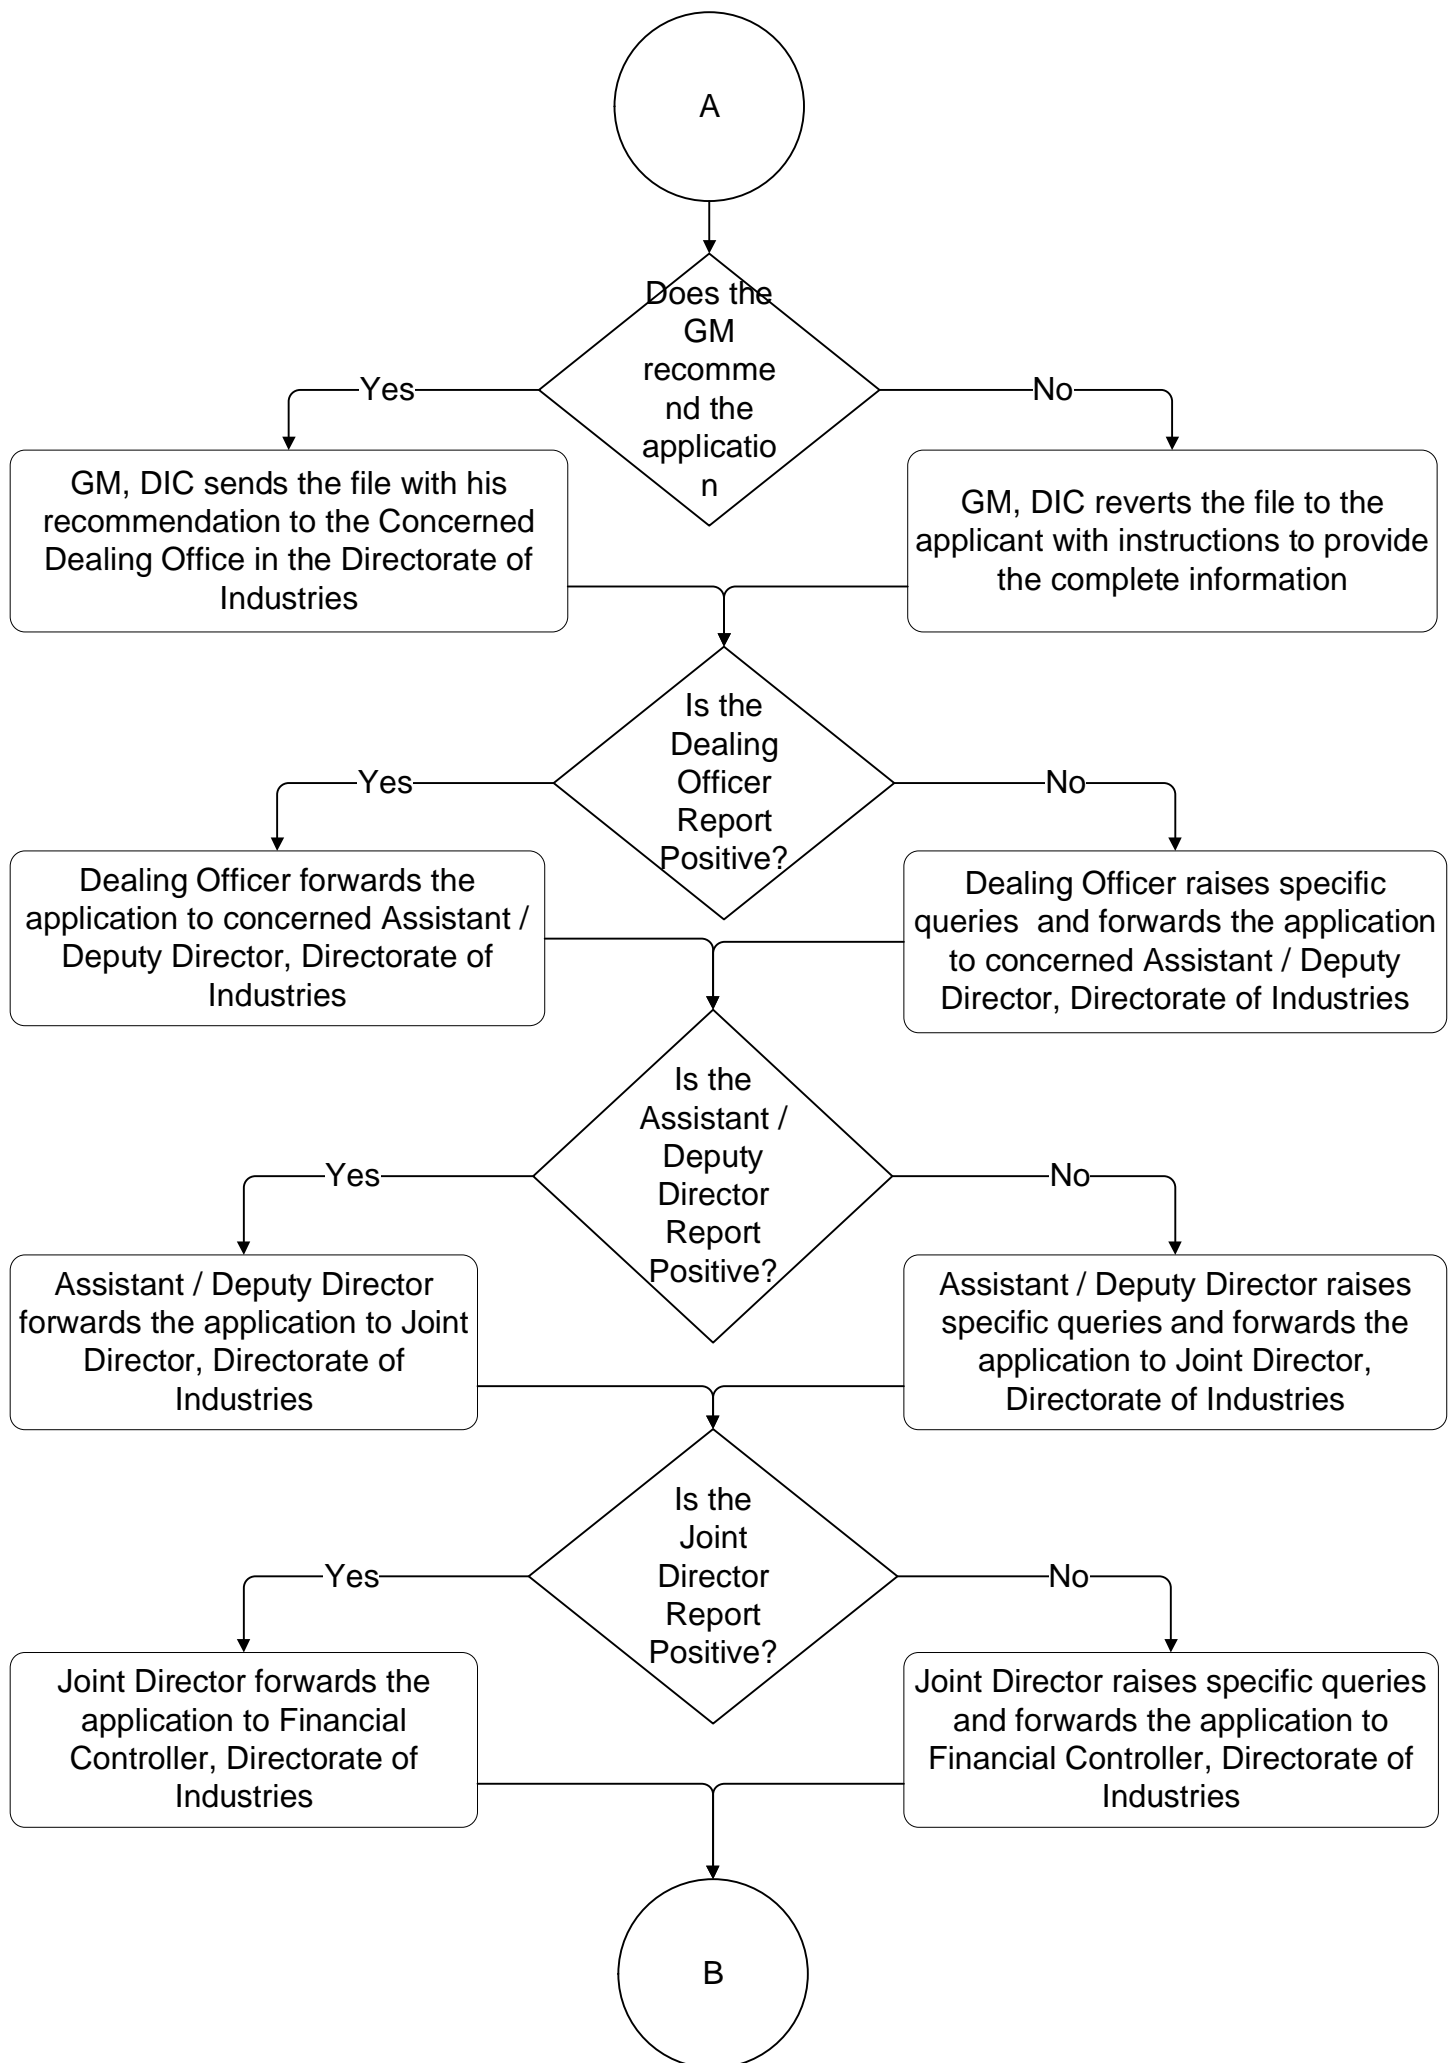 A
Does the
GM
recomme
nd the
applicatio
n
Yes
No
GM, DIC sends the file with his
recommendation to the Concerned
Dealing Office in the Directorate of
Industries
GM, DIC reverts the file to the
applicant with instructions to provide
the complete information
Is the
Dealing
Officer
Report
Positive?
Yes
No
Dealing Officer forwards the
application to concerned Assistant /
Deputy Director, Directorate of
Industries
Dealing Officer raises specific
queries  and forwards the application
to concerned Assistant / Deputy
Director, Directorate of Industries
Is the
Assistant /
Deputy
Director
Report
Positive?
Yes
No
Assistant / Deputy Director
forwards the application to Joint
Director, Directorate of
Industries
Assistant / Deputy Director raises
specific queries and forwards the
application to Joint Director,
Directorate of Industries
Is the
Joint
Director
Report
Positive?
Yes
No
Joint Director forwards the
application to Financial
Controller, Directorate of
Industries
Joint Director raises specific queries
and forwards the application to
Financial Controller, Directorate of
Industries
B